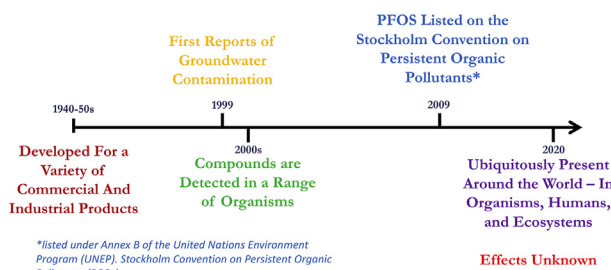 PFOS Listed on the
Stockholm Convention on
Persistent Organic
Pollutants*
First Reports of
Groundwater
Contamination
1940-50s
1999
2009
2000s
2020
Developed For a
Variety of
Commercial And
Industrial Products
Compounds are
Detected in a Range
of Organisms
Ubiquitously Present
Around the World – In
Organisms, Humans,
and Ecosystems
*listed under Annex B of the United Nations Environment
Program (UNEP). Stockholm Convention on Persistent Organic
Effects Unknown